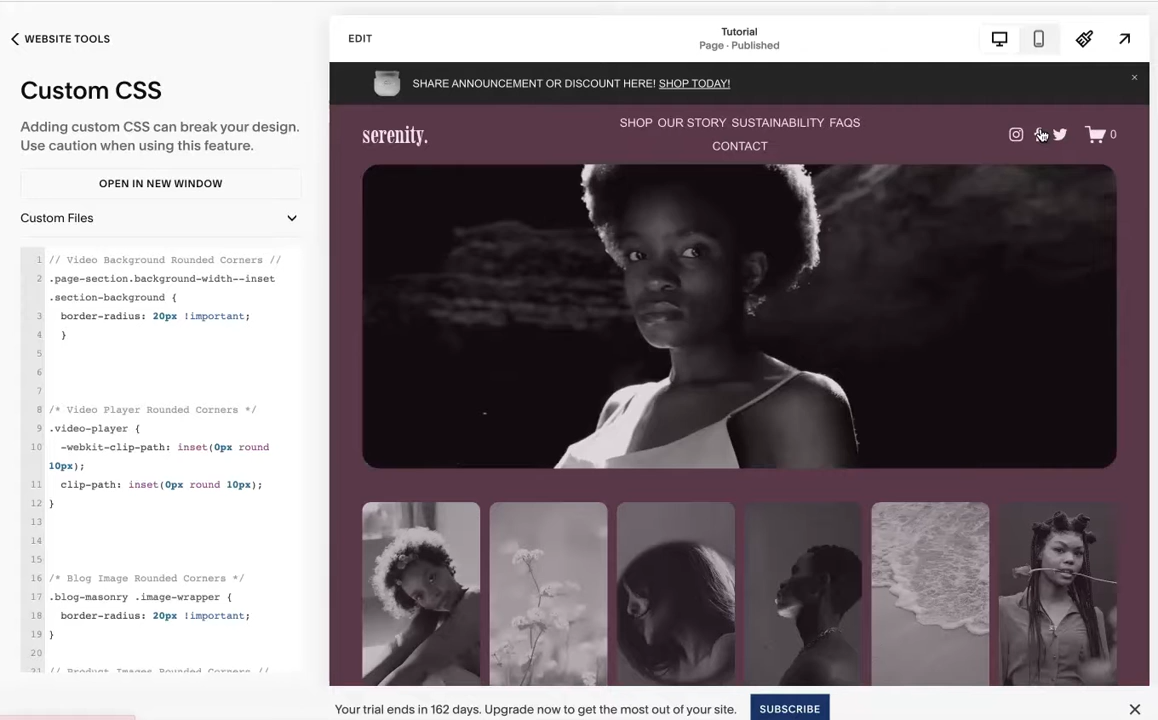 WEBSITE TOOLS
Custom CSS
Adding custom CSS can break your design.
Use caution when using this feature.
OPEN IN NEW WINDOW
Custom Files
1 // Video Background Rounded Corners //
2 .page-section.background-width--inset
.section-background {
3 border-radius: 20px !important;
4 }
5
6
7
8 /* Video Player Rounded Corners */
9 .video-player {
10 -webkit-clip-path: inset(0px round
10px);
11 clip-path: inset(0px round 10px);
12 }
13
14
15
16 /* Blog Image Rounded Corners */
17 .blog-masonry .image-wrapper {
18 border-radius: 20px !important;
19 }
20
21 // Product Images Rounded Corners //
EDIT
Tutorial
Page · Published
SHARE ANNOUNCEMENT OR DISCOUNT HERE! SHOP TODAY!
serenity.
SHOP OUR STORY SUSTAINABILITY FAQS
CONTACT
0
Your trial ends in 162 days. Upgrade now to get the most out of your site.
SUBSCRIBE